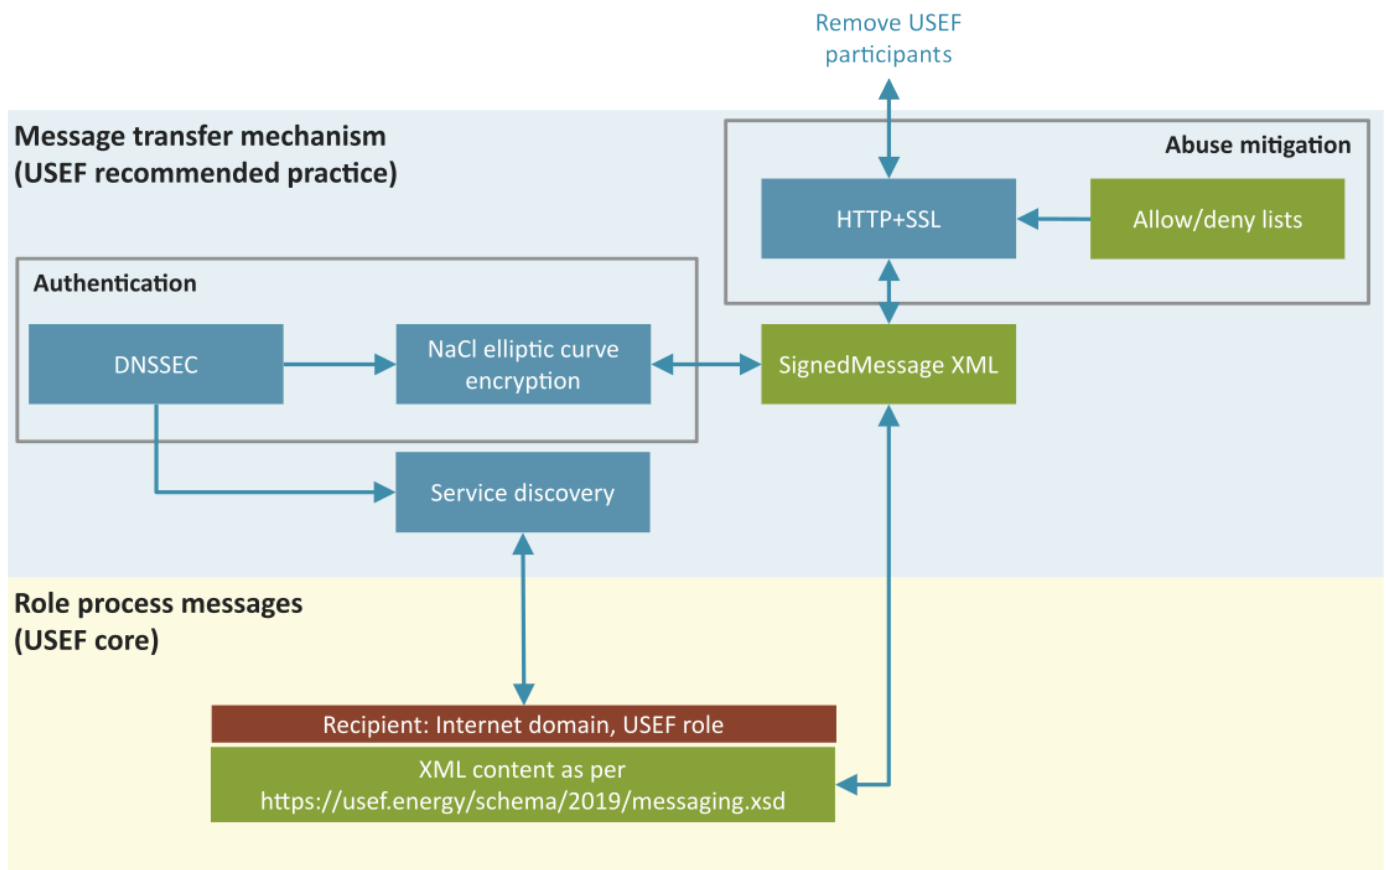 Remove USEF
participants
Message transfer mechanism
(USEF recommended practice)
Abuse mitigation
HTTP+SSL
Allow/deny lists
Authentication
DNSSEC
NaCl elliptic curve
encryption
SignedMessage XML
Service discovery
Role process messages
(USEF core)
Recipient: Internet domain, USEF role
XML content as per
https://usef.energy/schema/2019/messaging.xsd